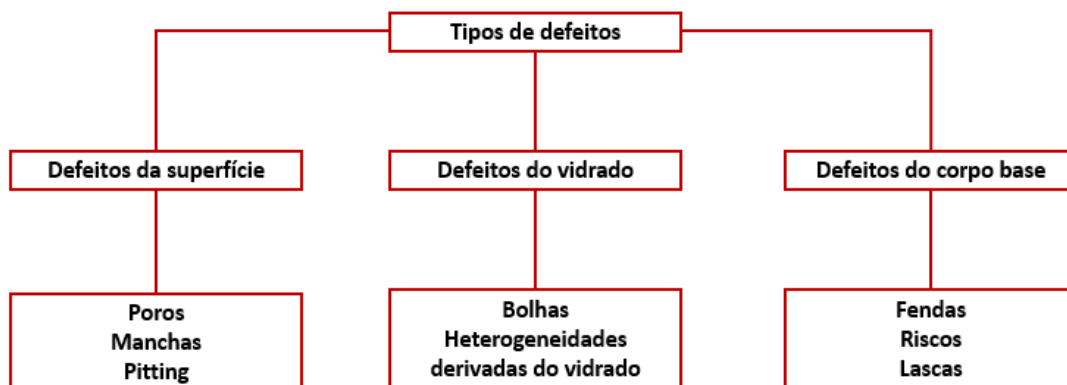 Tipos de defeitos
Defeitos da superfície
Defeitos do vidrado
Defeitos do corpo base
Poros
Manchas
Pitting
Bolhas
Heterogeneidades
derivadas do vidrado
Fendas
Riscos
Lascas